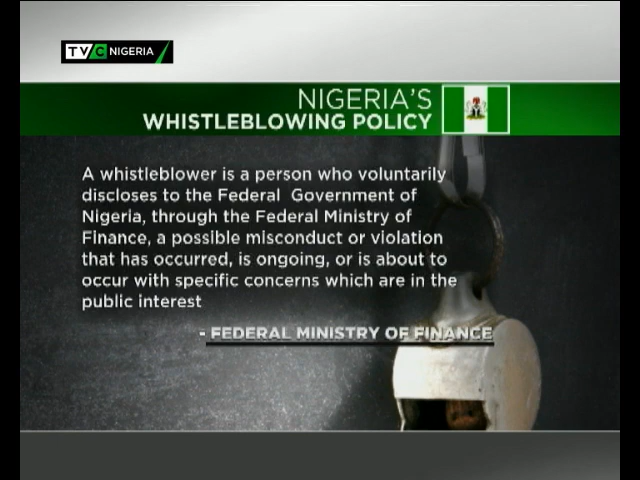 TVC NIGERIA
NIGERIA'S
WHISTLEBLOWING POLICY
A whistleblower is a person who voluntarily
discloses to the Federal Government of
Nigeria, through the Federal Ministry of
Finance, a possible misconduct or violation
that has occurred, is ongoing, or is about to
occur with specific concerns which are in the
public interest
- FEDERAL MINISTRY OF FINANCE